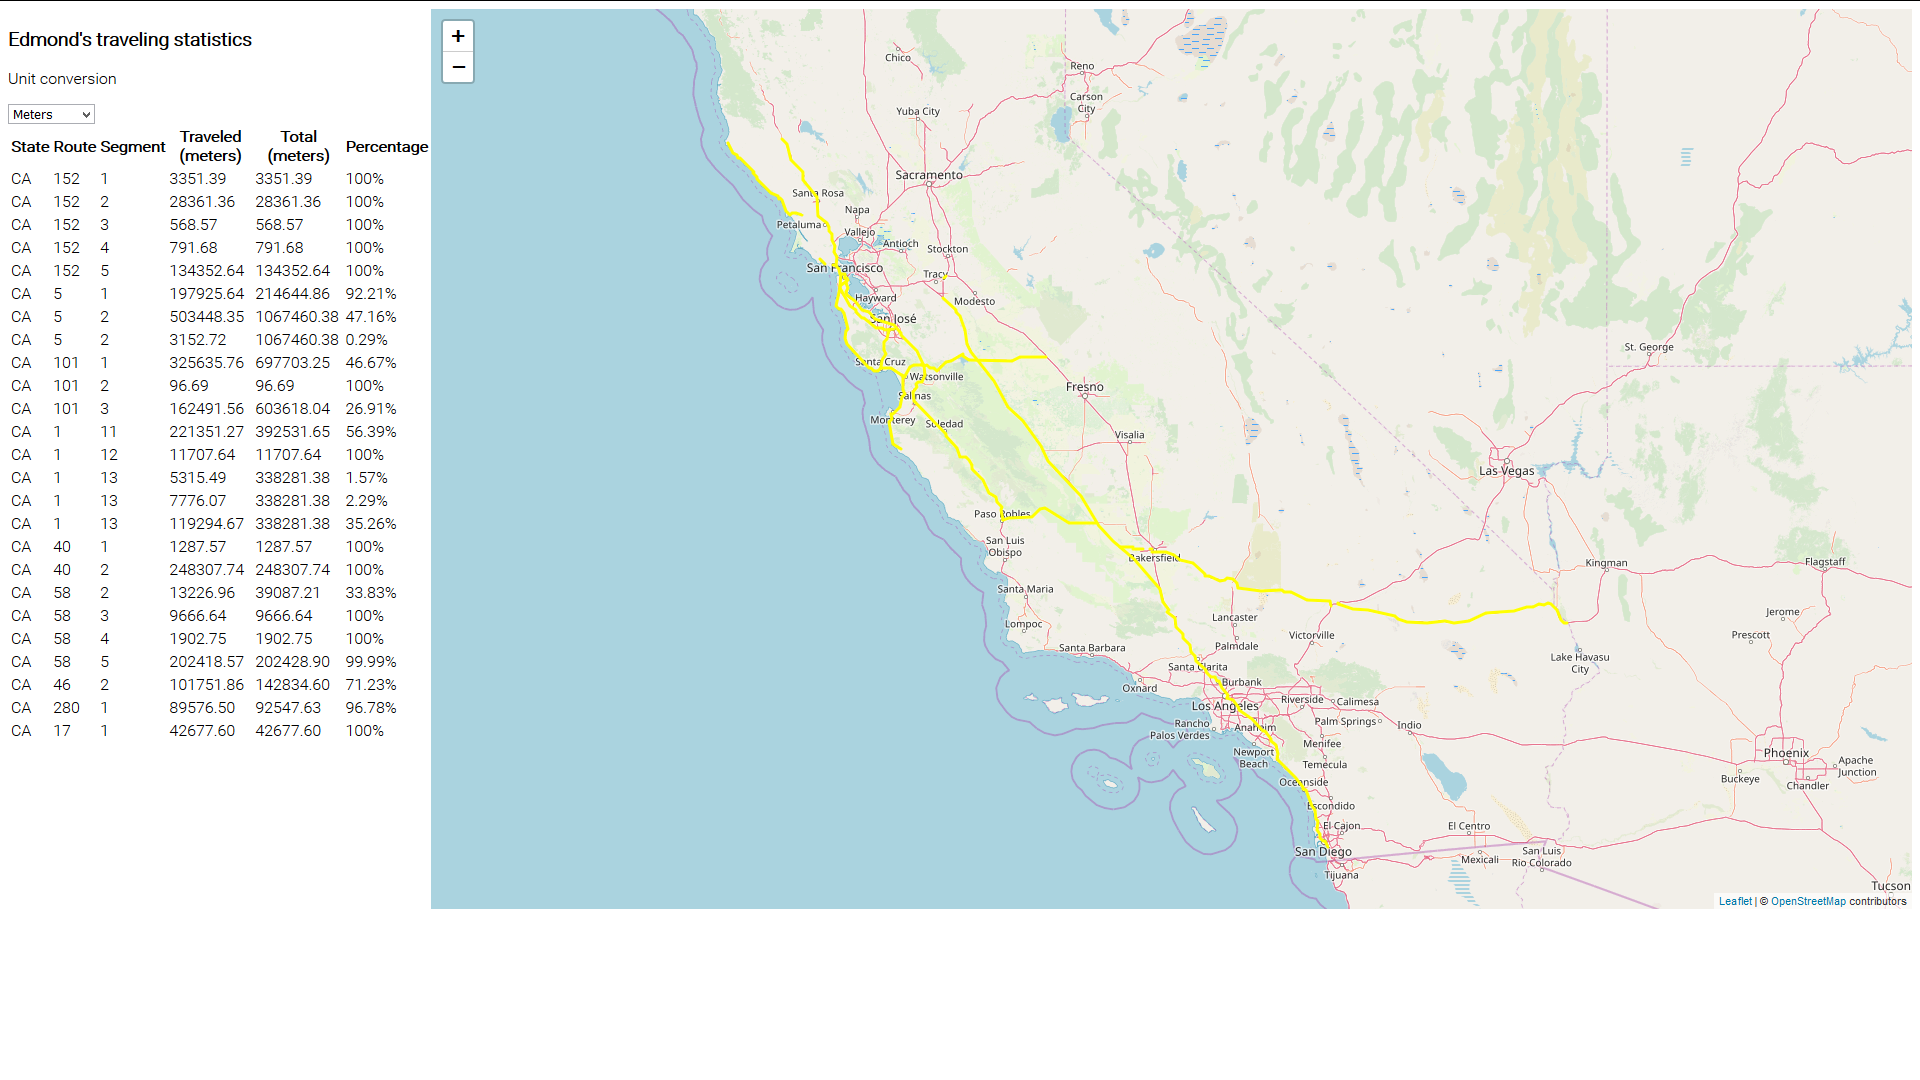 Edmond's traveling statistics
Unit conversion
Meters
State Route Segment Traveled (meters) Total (meters) Percentage
CA 152 1 3351.39 3351.39 100%
CA 152 2 28361.36 28361.36 100%
CA 152 3 568.57 568.57 100%
CA 152 4 791.68 791.68 100%
CA 152 5 134352.64 134352.64 100%
CA 5 1 197925.64 214644.86 92.21%
CA 5 2 503448.35 1067460.38 47.16%
CA 5 2 3152.72 1067460.38 0.29%
CA 101 1 325635.76 697703.25 46.67%
CA 101 2 96.69 96.69 100%
CA 101 3 162491.56 603618.04 26.91%
CA 1 11 221351.27 392531.65 56.39%
CA 1 12 11707.64 11707.64 100%
CA 1 13 5315.49 338281.38 1.57%
CA 1 13 7776.07 338281.38 2.29%
CA 1 13 119294.67 338281.38 35.26%
CA 40 1 1287.57 1287.57 100%
CA 40 2 248307.74 248307.74 100%
CA 58 2 13226.96 39087.21 33.83%
CA 58 3 9666.64 9666.64 100%
CA 58 4 1902.75 1902.75 100%
CA 58 5 202418.57 202428.90 99.99%
CA 46 2 101751.86 142834.60 71.23%
CA 280 1 89576.50 92547.63 96.78%
CA 17 1 42677.60 42677.60 100%
+
−
Chico
Reno
Carson
City
Yuba City
Sacramento
Santa Rosa
Napa
Petaluma
Vallejo
Antioch
Stockton
San Francisco
Tracy
Hayward
Modesto
San José
St. George
Santa Cruz
Watsonville
Fresno
Salinas
Monterey
Soledad
Visalia
Las Vegas
Paso Robles
San Luis
Obispo
Bakersfield
Kingman
Flagstaff
Santa Maria
Lancaster
Jerome
Lompoc
Victorville
Prescott
Palmdale
Santa Barbara
Lake Havasu
City
Santa Clarita
Burbank
Oxnard
Riverside
Calimesa
Los Angeles
Rancho
Palos Verdes
Anaheim
Palm Springs
Indio
Menifee
Newport
Beach
Temecula
Phoenix
Apache
Junction
Buckeye
Chandler
Oceanside
Escondido
El Cajon
El Centro
San Diego
Mexicali
San Luis
Rio Colorado
Tijuana
Tucson
Leaflet | © OpenStreetMap contributors